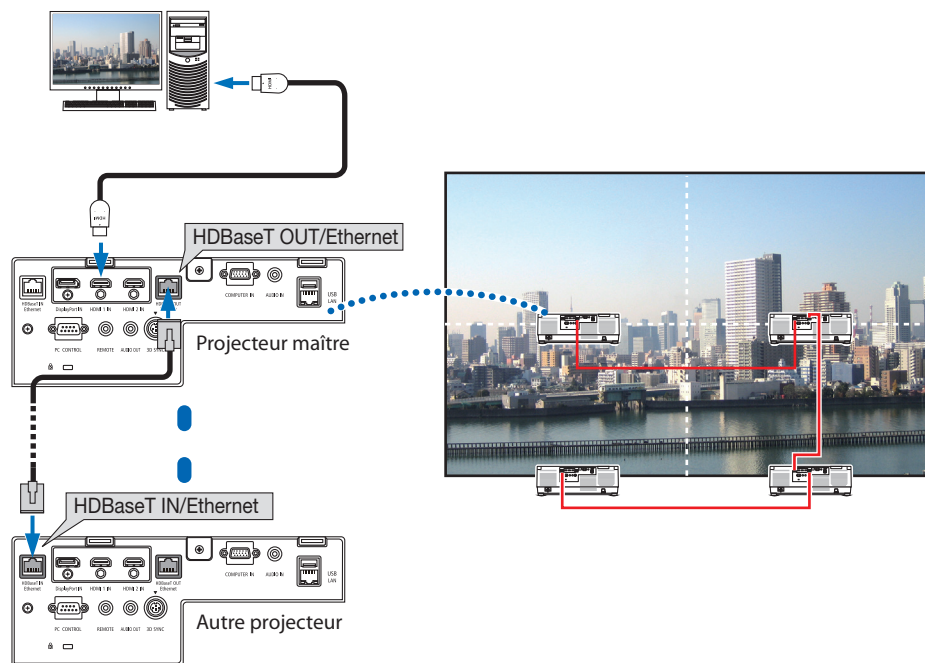 HDMI
HDMI
HDBaseT OUT/Ethernet
HDBaseT IN
Ethernet
DisplayPort IN
HDMI 1 IN
HDMI 2 IN
COMPUTER IN
AUDIO IN
USB
LAN
PC CONTROL
REMOTE
AUDIO OUT
3D SYNC
Projecteur maître
HDBaseT IN/Ethernet
HDBaseT IN
Ethernet
DisplayPort IN
HDMI 1 IN
HDMI 2 IN
HDBaseT OUT
Ethernet
COMPUTER IN
AUDIO IN
USB
LAN
PC CONTROL
REMOTE
AUDIO OUT
3D SYNC
Autre projecteur